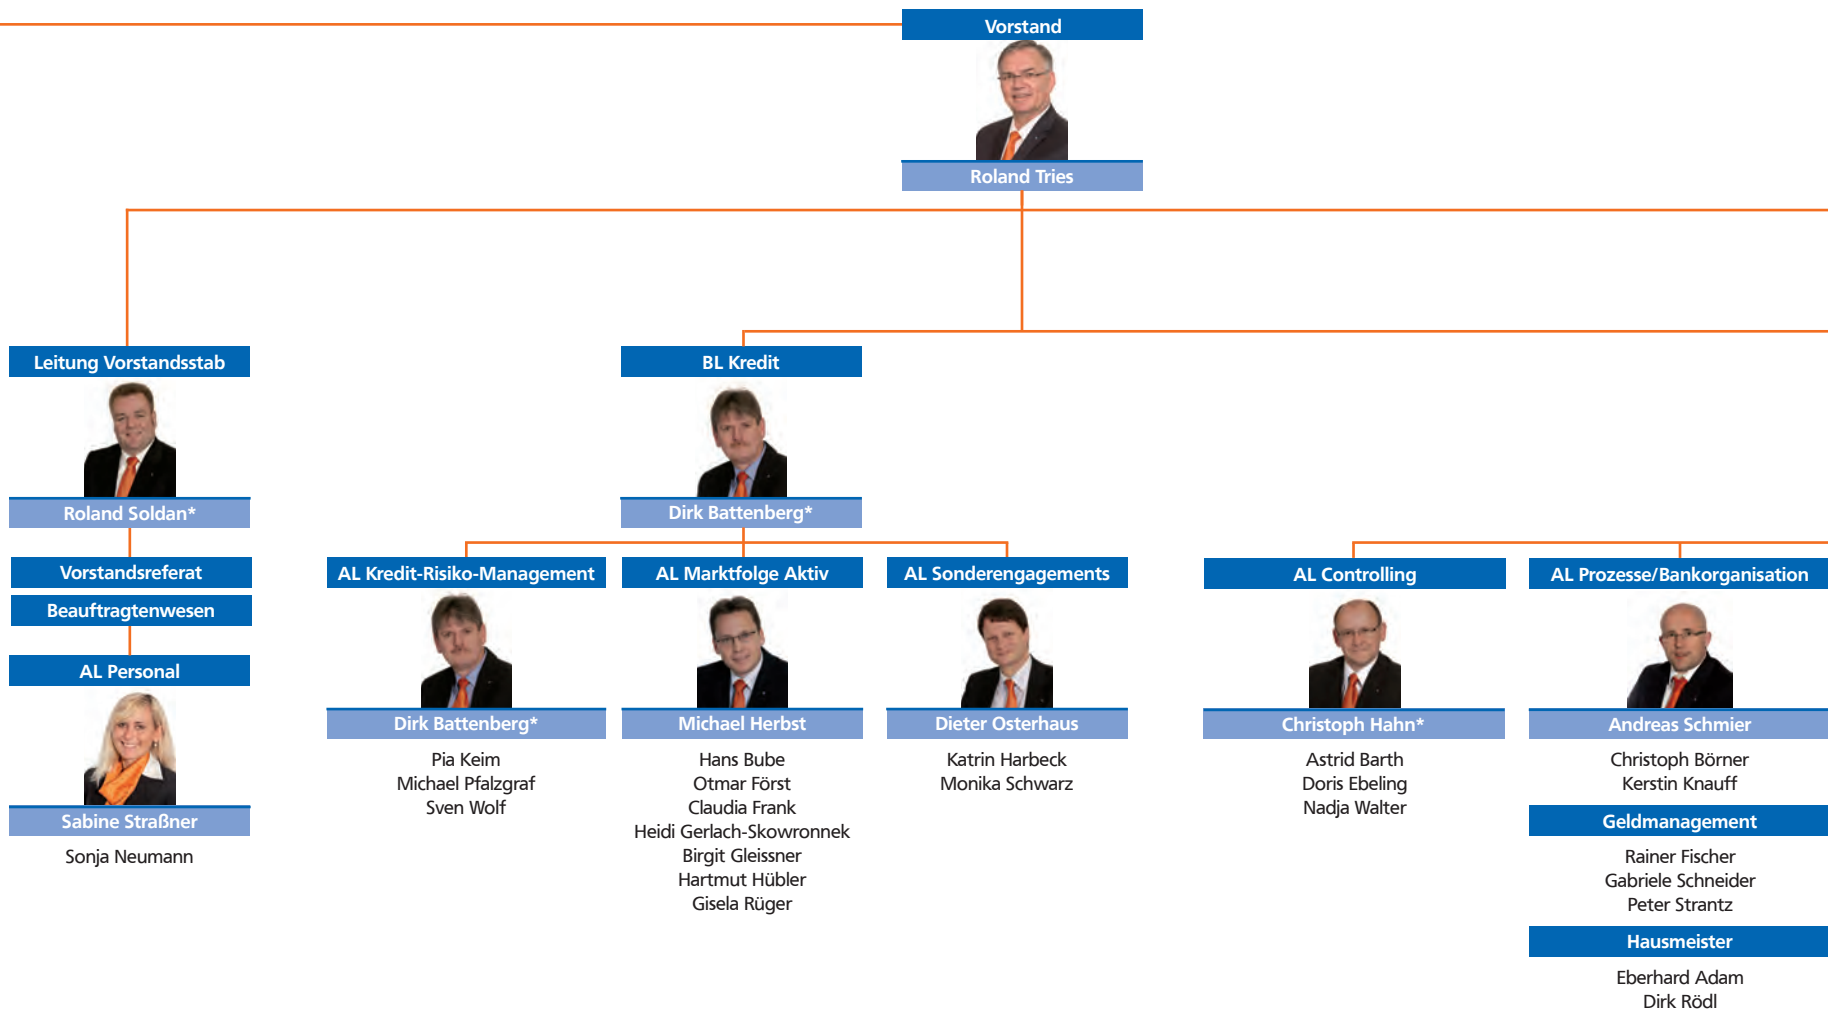 Vorstand
Roland Tries
Leitung Vorstandsstab
Roland Soldan*
Vorstandsreferat
Beauftragtenwesen
AL Personal
Sabine Straßner
Sonja Neumann
BL Kredit
Dirk Battenberg*
AL Kredit-Risiko-Management
Dirk Battenberg*
Pia Keim
Michael Pfalzgraf
Sven Wolf
AL Marktfolge Aktiv
Michael Herbst
Hans Bube
Otmar Först
Claudia Frank
Heidi Gerlach-Skowronnek
Birgit Gleissner
Hartmut Hübler
Gisela Rüger
AL Sonderengagements
Dieter Osterhaus
Katrin Harbeck
Monika Schwarz
AL Controlling
Christoph Hahn*
Astrid Barth
Doris Ebeling
Nadja Walter
AL Prozesse/Bankorganisation
Andreas Schmier
Christoph Börner
Kerstin Knauff
Geldmanagement
Rainer Fischer
Gabriele Schneider
Peter Strantz
Hausmeister
Eberhard Adam
Dirk Rödl